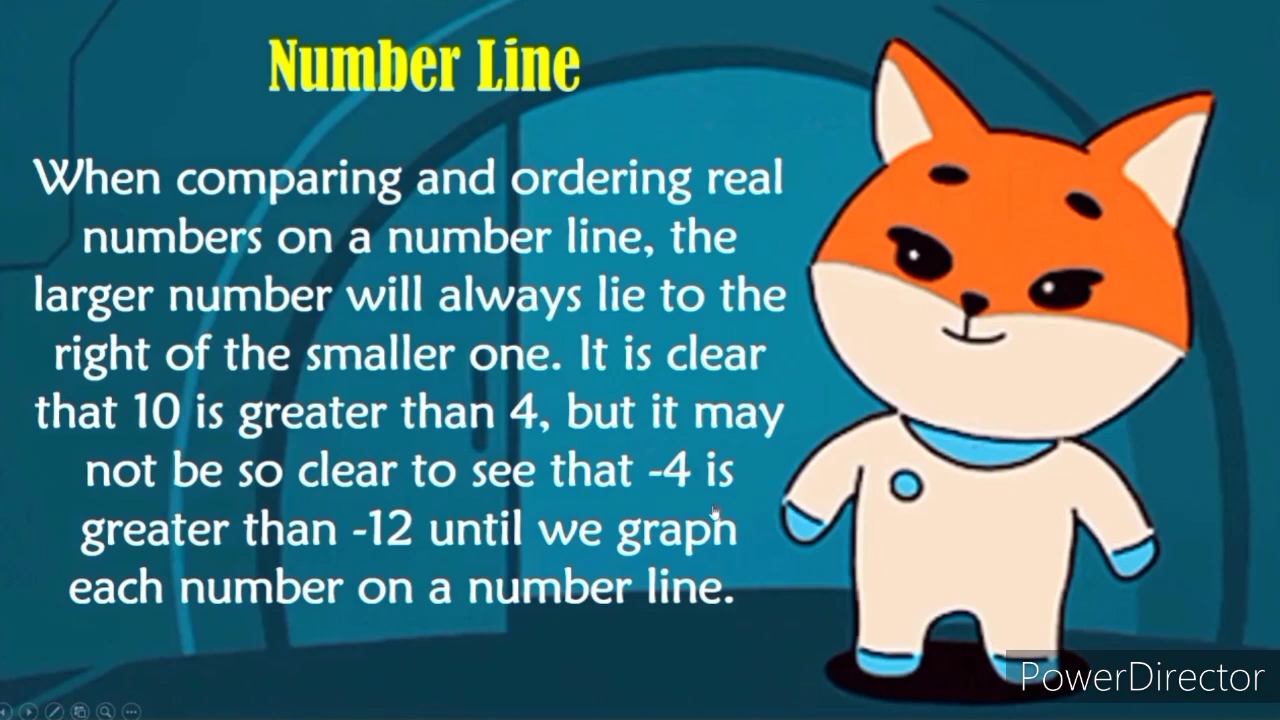 Number Line
When comparing and ordering real
numbers on a number line, the
larger number will always lie to the
right of the smaller one. It is clear
that 10 is greater than 4, but it may
not be so clear to see that -4 is
greater than -12 until we graph
each number on a number line.
PowerDirector